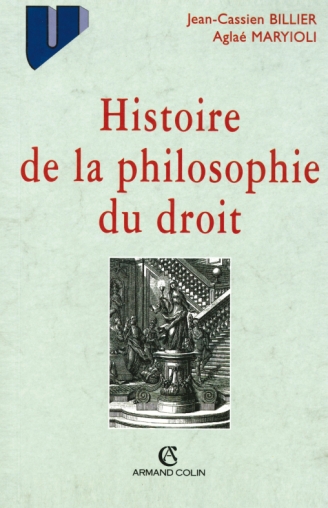 Jean-Cassien BILLIER
Aglaé MARYIOLI
Histoire
de la philosophie
du droit
ARMAND COLIN